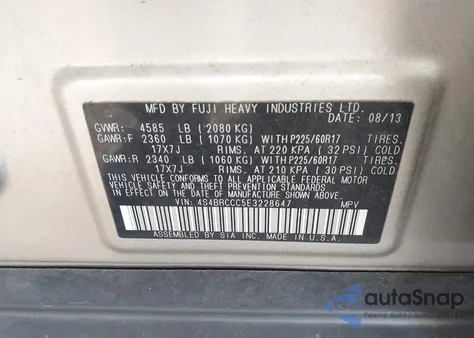 MFD BY FUJI HEAVY INDUSTRIES LTD.
DATE: 08/13
GVWR: 4585 LB (2080 KG)
GAWR:F 2360 LB (1070 KG) WITH P225/60R17 TIRES,
17X7J RIMS, AT 220 KPA (32 PSI) COLD
GAWR:R 2340 LB (1060 KG) WITH P225/60R17 TIRES,
17X7J RIMS, AT 210 KPA (30 PSI) COLD
THIS VEHICLE CONFORMS TO ALL APPLICABLE FEDERAL MOTOR
VEHICLE SAFETY, BUMPER, AND THEFT PREVENTION STANDARDS
IN EFFECT ON THE DATE OF MANUFACTURE SHOWN ABOVE.
VIN: 4S4BRCCC5E3228647 MPV
ASSEMBLED BY SIA INC. MADE IN U.S.A.
autoSnap